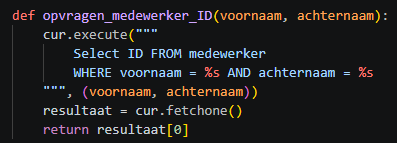 def opvragen_medewerker_ID(voornaam, achternaam):
    cur.execute("""
        Select ID FROM medewerker
        WHERE voornaam = %s AND achternaam = %s
    """, (voornaam, achternaam))
    resultaat = cur.fetchone()
    return resultaat[0]